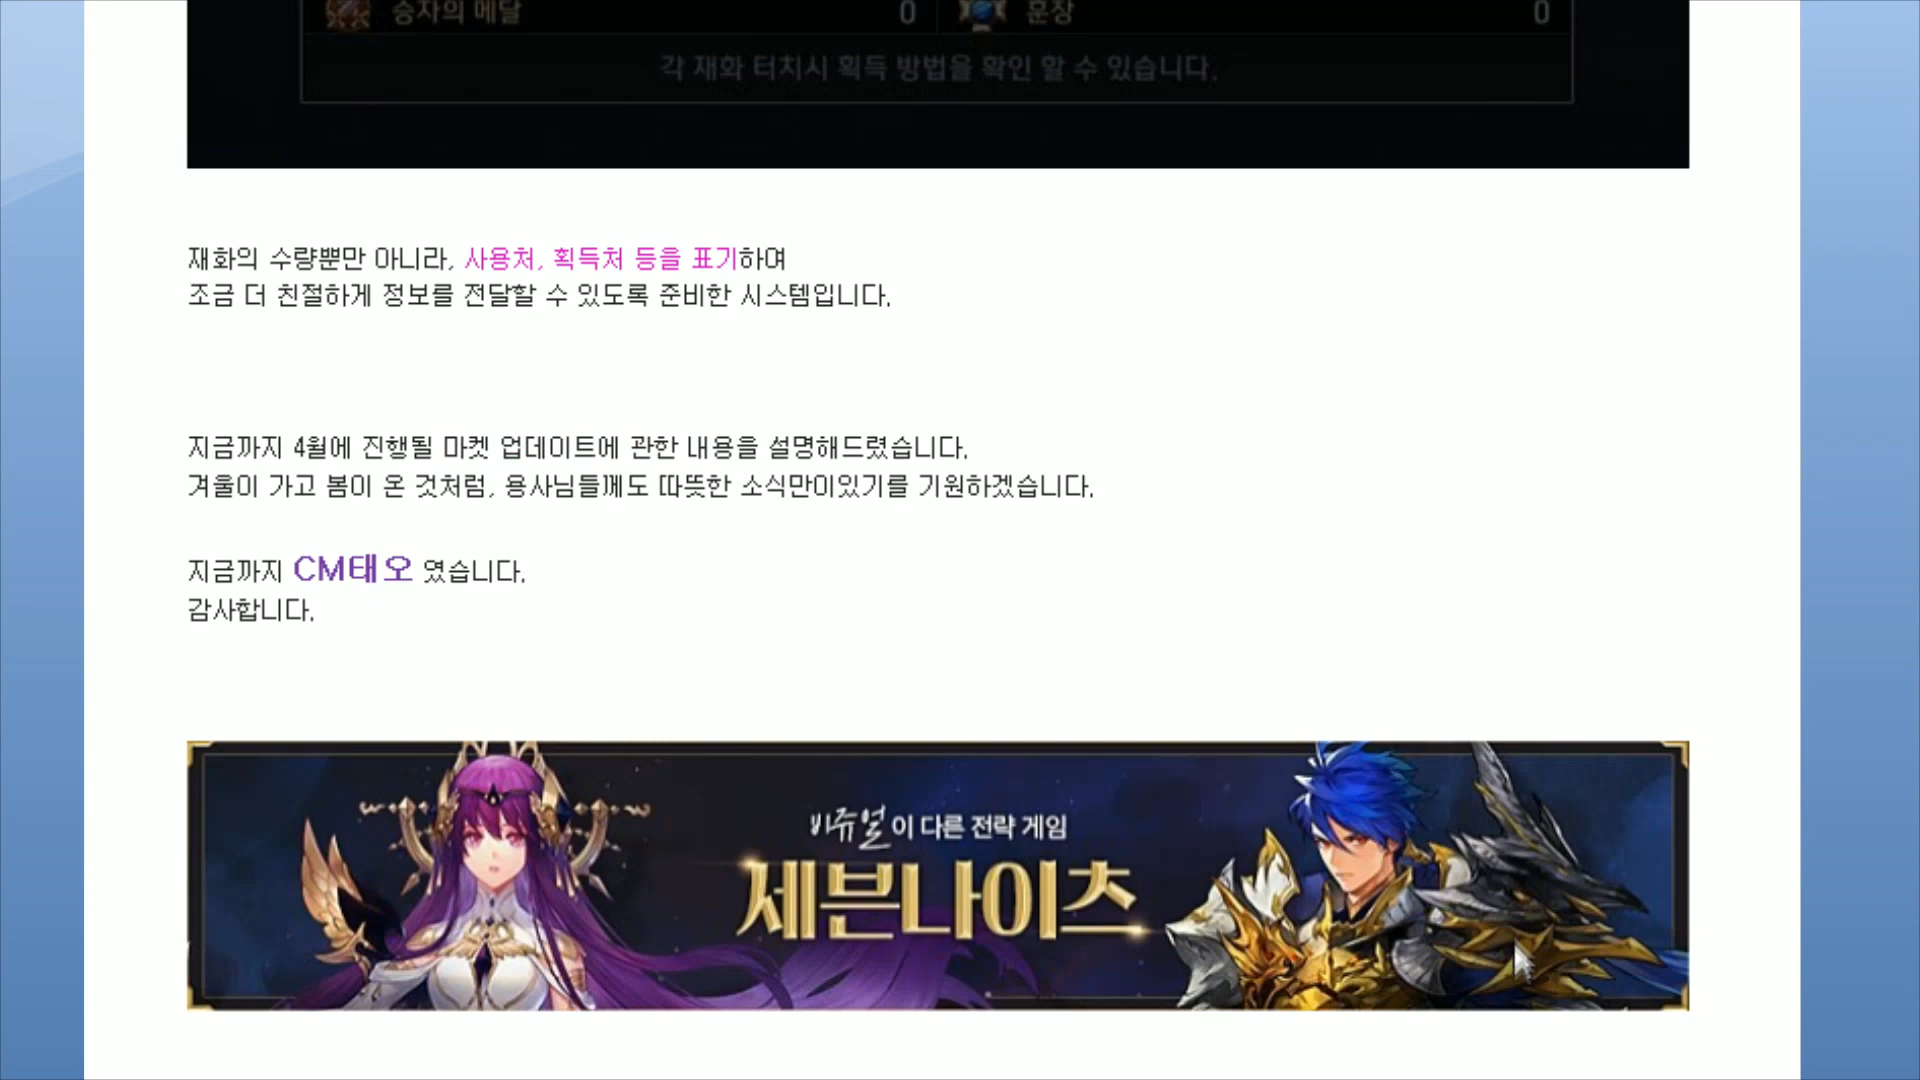 승자의 메달 0 훈장 0
각 재화 터치시 획득 방법을 확인 할 수 있습니다.
재화의 수량뿐만 아니라, 사용처, 획득처 등을 표기하여
조금 더 친절하게 정보를 전달할 수 있도록 준비한 시스템입니다.
지금까지 4월에 진행될 마켓 업데이트에 관한 내용을 설명해드렸습니다.
겨울이 가고 봄이 온 것처럼, 용사님들께도 따뜻한 소식만이있기를 기원하겠습니다.
지금까지 CM태오 였습니다.
감사합니다.
비쥬얼이 다른 전략 게임
세븐나이츠